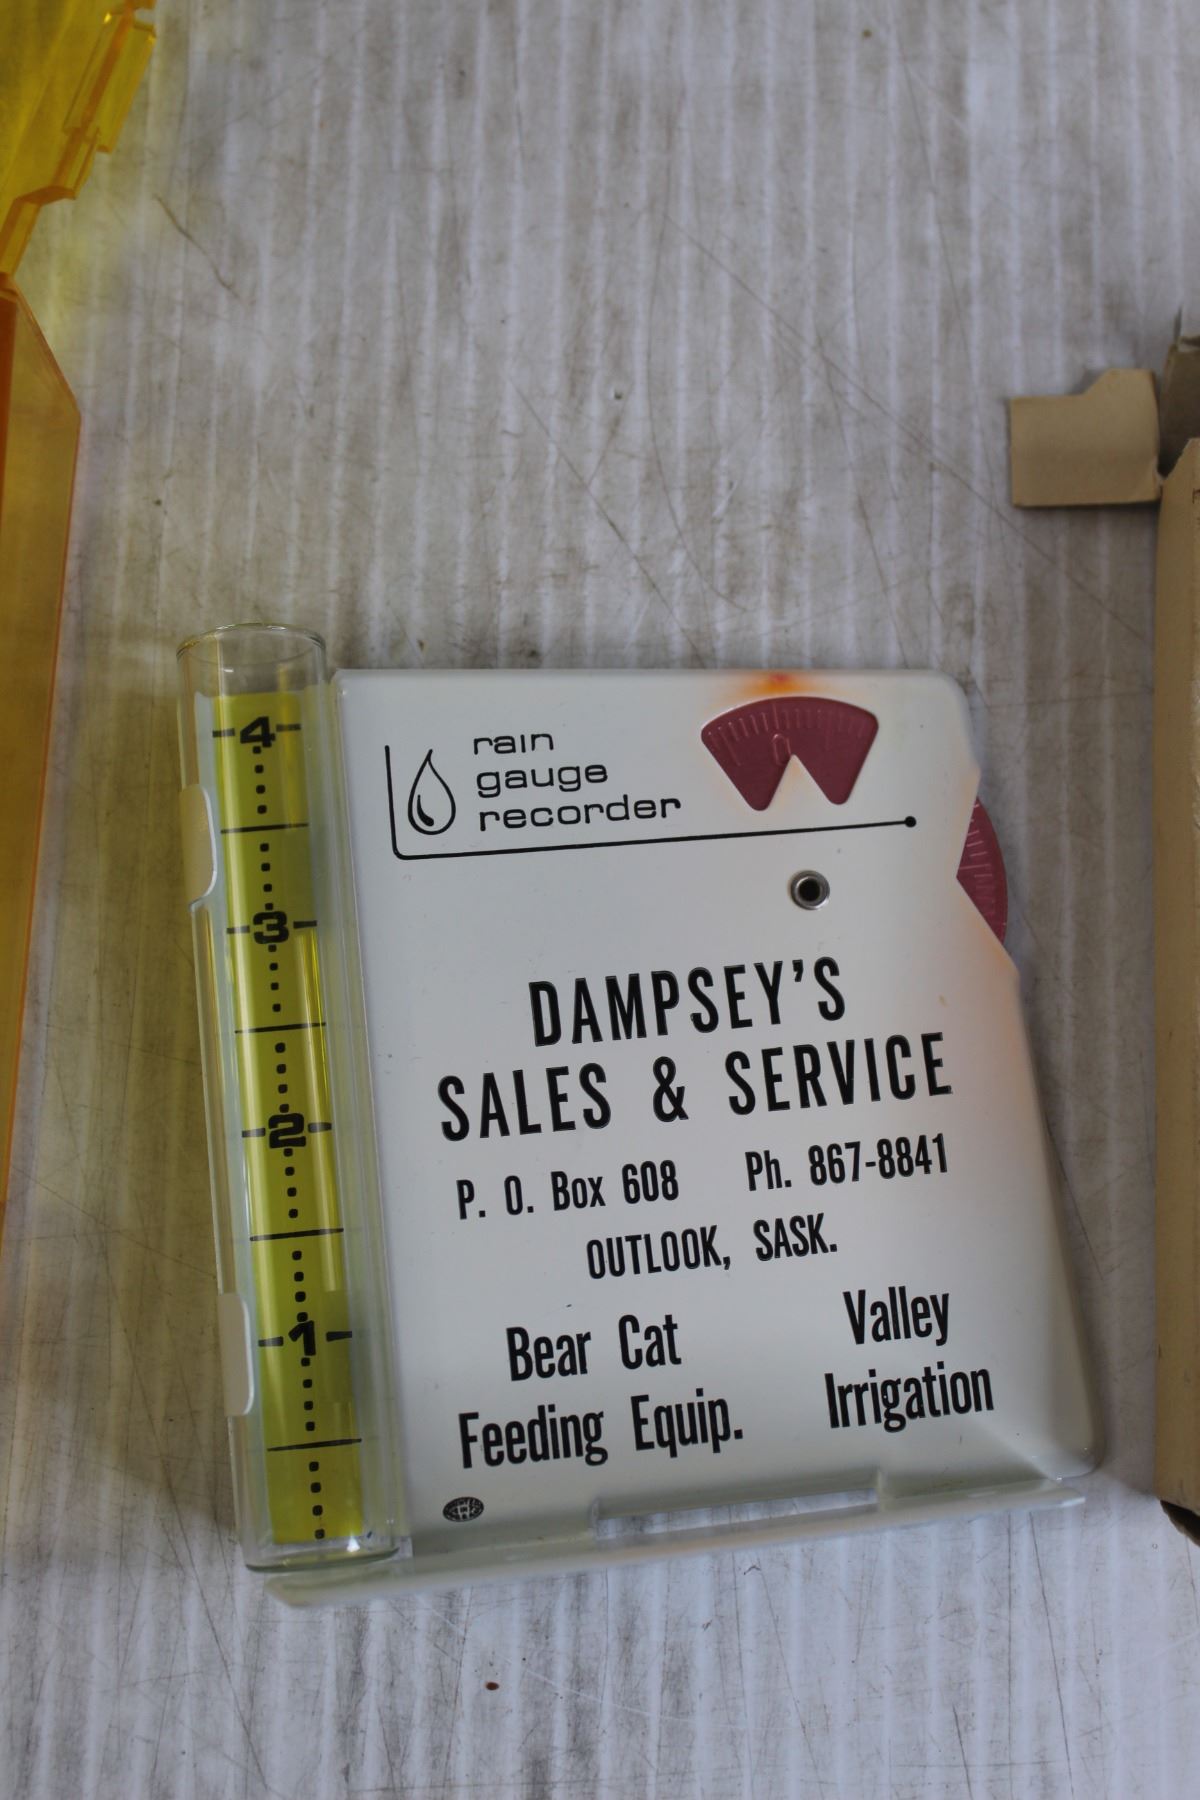 rain
gauge
recorder
0
4
3
2
1
DAMPSEY'S
SALES & SERVICE
P. O. Box 608 Ph. 867-8841
OUTLOOK, SASK.
Bear Cat
Feeding Equip.
Valley
Irrigation